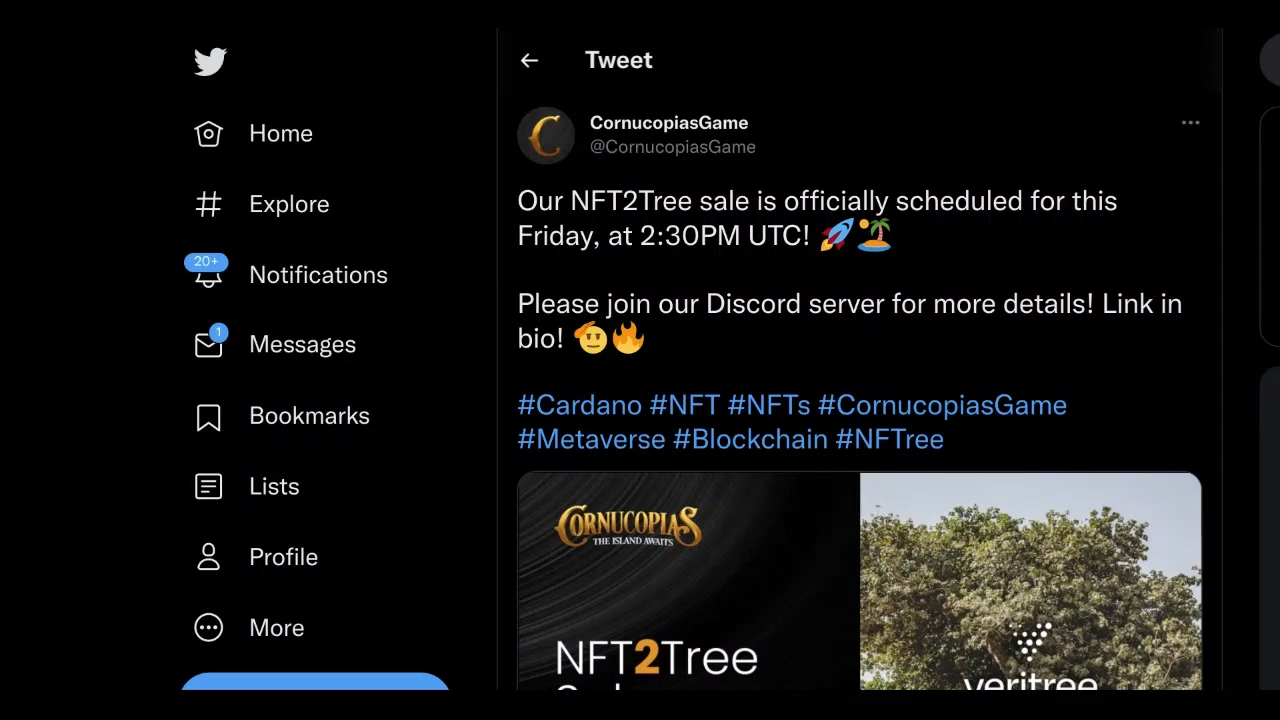 Tweet
Home
Explore
20+
Notifications
1
Messages
Bookmarks
Lists
Profile
More
CornucopiasGame
@CornucopiasGame
Our NFT2Tree sale is officially scheduled for this
Friday, at 2:30PM UTC! 🚀🏝️
Please join our Discord server for more details! Link in
bio! 🫡🔥
#Cardano #NFT #NFTs #CornucopiasGame
#Metaverse #Blockchain #NFTree
CORNUCOPIAS
THE ISLAND AWAITS
NFT2Tree
veritree